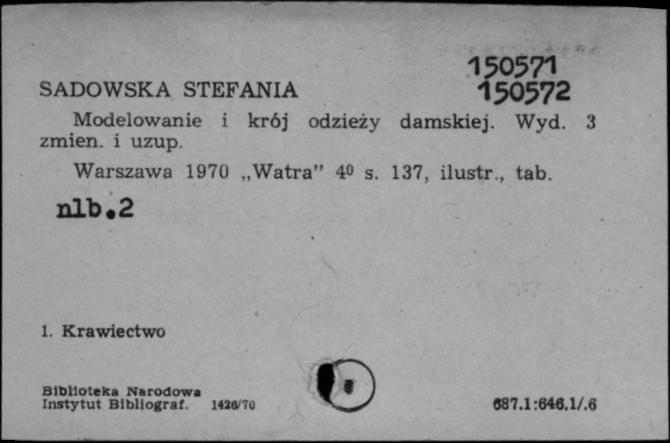 150571
SADOWSKA STEFANIA 150572
Modelowanie i krój odzieży damskiej. Wyd. 3
zmien. i uzup.
Warszawa 1970 „Watra” 4⁰ s. 137, ilustr., tab.
nlb.2
1. Krawiectwo
Biblioteka Narodowa
Instytut Bibliograf. 1426/70 687.1:646.1/.6